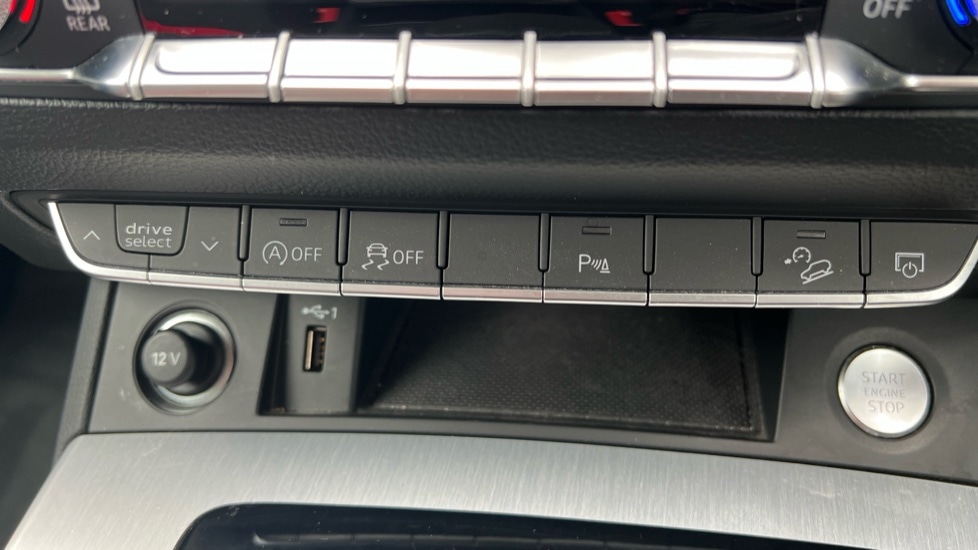 REAR
OFF
drive
select
A OFF
OFF
P
12 V
1
START
ENGINE
STOP